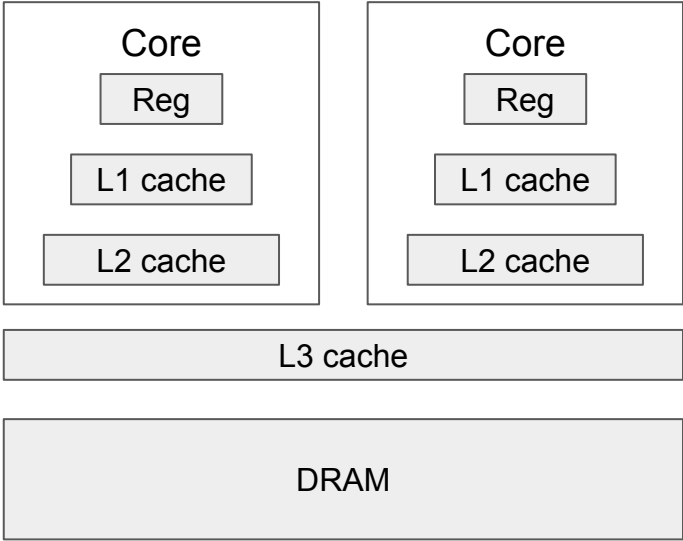 Core
Reg
L1 cache
L2 cache
Core
Reg
L1 cache
L2 cache
L3 cache
DRAM